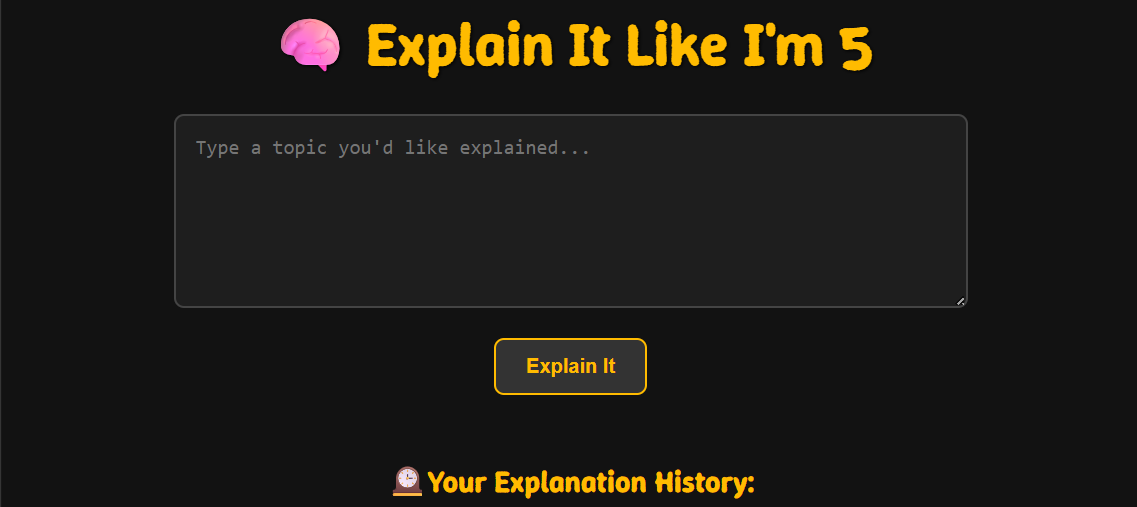 Explain It Like I'm 5
Type a topic you'd like explained...
Explain It
Your Explanation History: